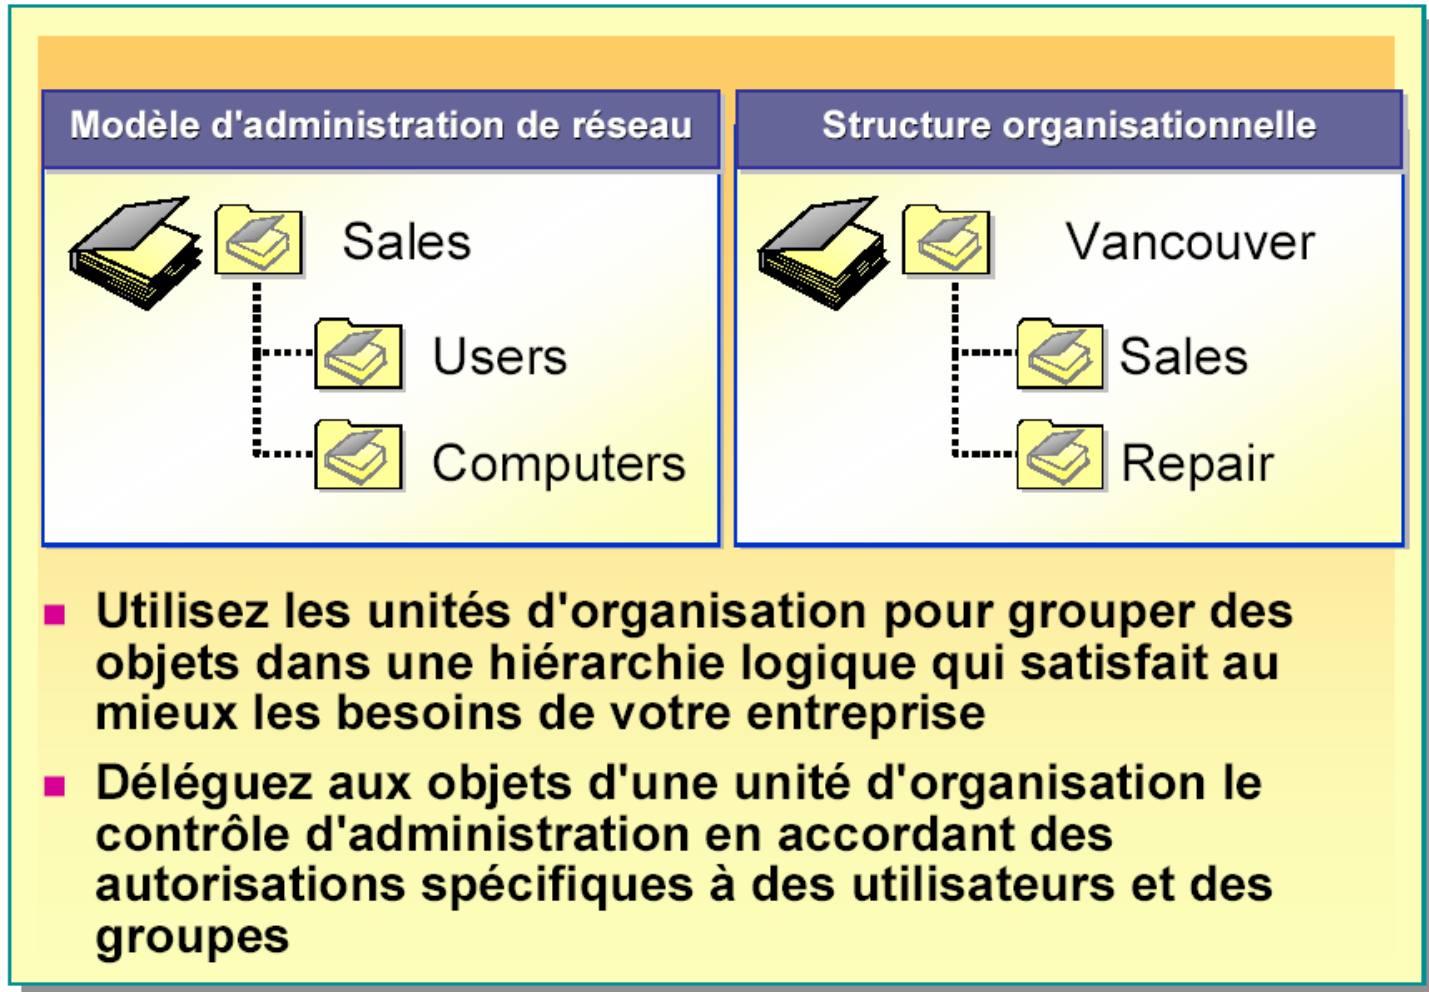 Modèle d'administration de réseau
Sales
Users
Computers
Structure organisationnelle
Vancouver
Sales
Repair
Utilisez les unités d'organisation pour grouper des
objets dans une hiérarchie logique qui satisfait au
mieux les besoins de votre entreprise
Déléguez aux objets d'une unité d'organisation le
contrôle d'administration en accordant des
autorisations spécifiques à des utilisateurs et des
groupes